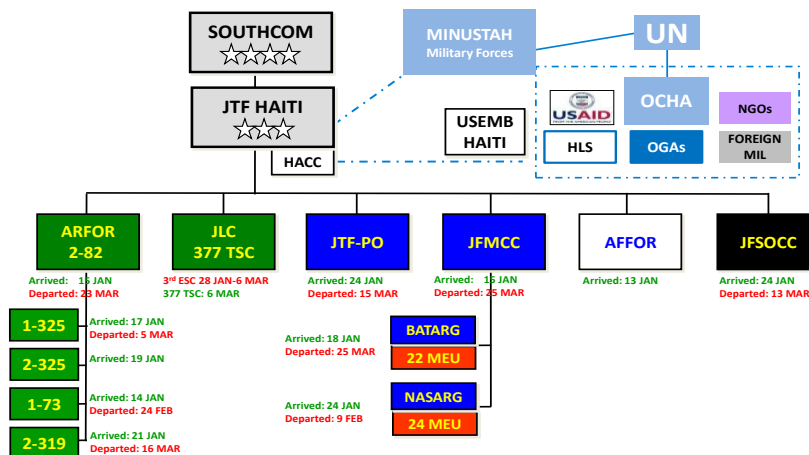 SOUTHCOM
JTF HAITI
HACC
MINUSTAH
Military Forces
UN
USEMB
HAITI
USAID
OCHA
NGOs
HLS
OGAs
FOREIGN
MIL
ARFOR
2-82
Arrived: 15 JAN
Departed: 23 MAR
JLC
377 TSC
3rd ESC 28 JAN-6 MAR
377 TSC: 6 MAR
JTF-PO
Arrived: 24 JAN
Departed: 15 MAR
JFMCC
Arrived: 15 JAN
Departed: 25 MAR
AFFOR
Arrived: 13 JAN
JFSOCC
Arrived: 24 JAN
Departed: 13 MAR
1-325
Arrived: 17 JAN
Departed: 5 MAR
2-325
Arrived: 19 JAN
1-73
Arrived: 14 JAN
Departed: 24 FEB
2-319
Arrived: 21 JAN
Departed: 16 MAR
Arrived: 18 JAN
Departed: 25 MAR
BATARG
22 MEU
Arrived: 24 JAN
Departed: 9 FEB
NASARG
24 MEU